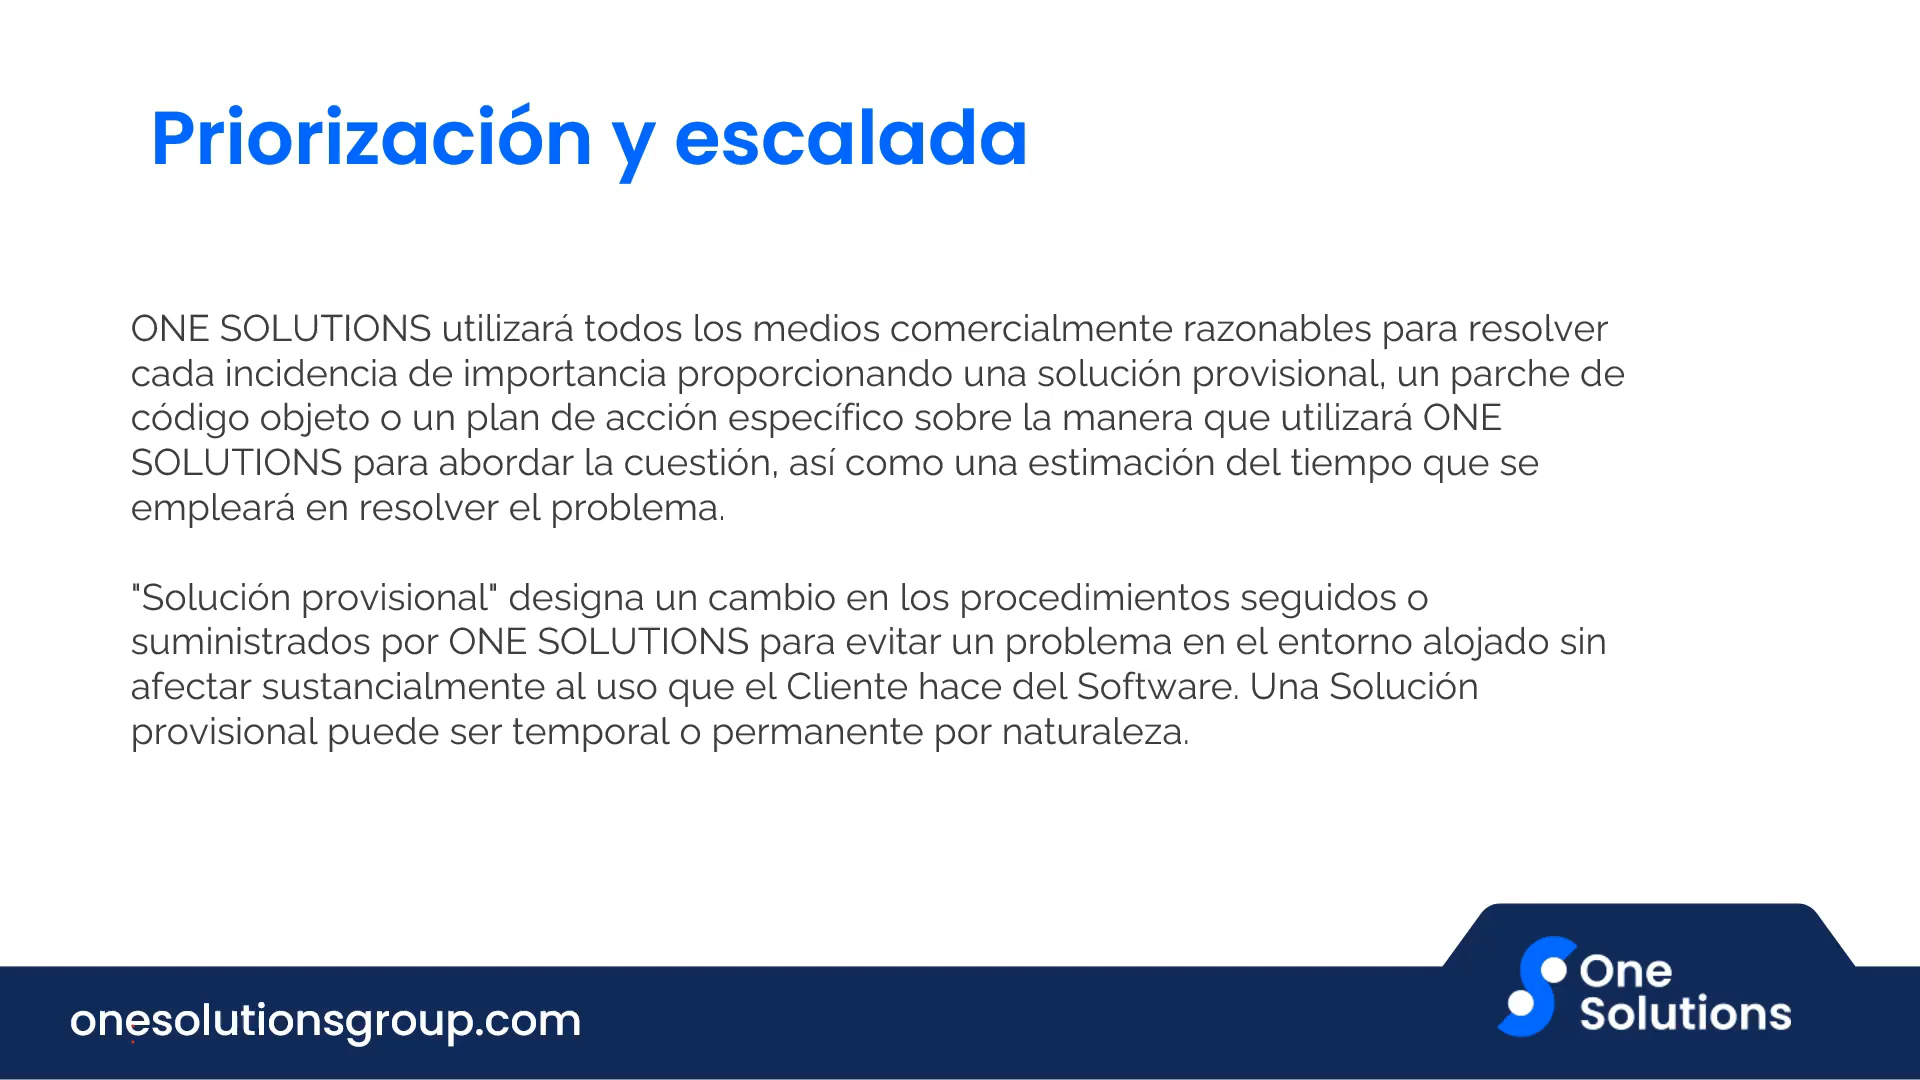 Priorización y escalada
ONE SOLUTIONS utilizará todos los medios comercialmente razonables para resolver
cada incidencia de importancia proporcionando una solución provisional, un parche de
código objeto o un plan de acción específico sobre la manera que utilizará ONE
SOLUTIONS para abordar la cuestión, así como una estimación del tiempo que se
empleará en resolver el problema.
"Solución provisional" designa un cambio en los procedimientos seguidos o
suministrados por ONE SOLUTIONS para evitar un problema en el entorno alojado sin
afectar sustancialmente al uso que el Cliente hace del Software. Una Solución
provisional puede ser temporal o permanente por naturaleza.
onesolutionsgroup.com
One
Solutions